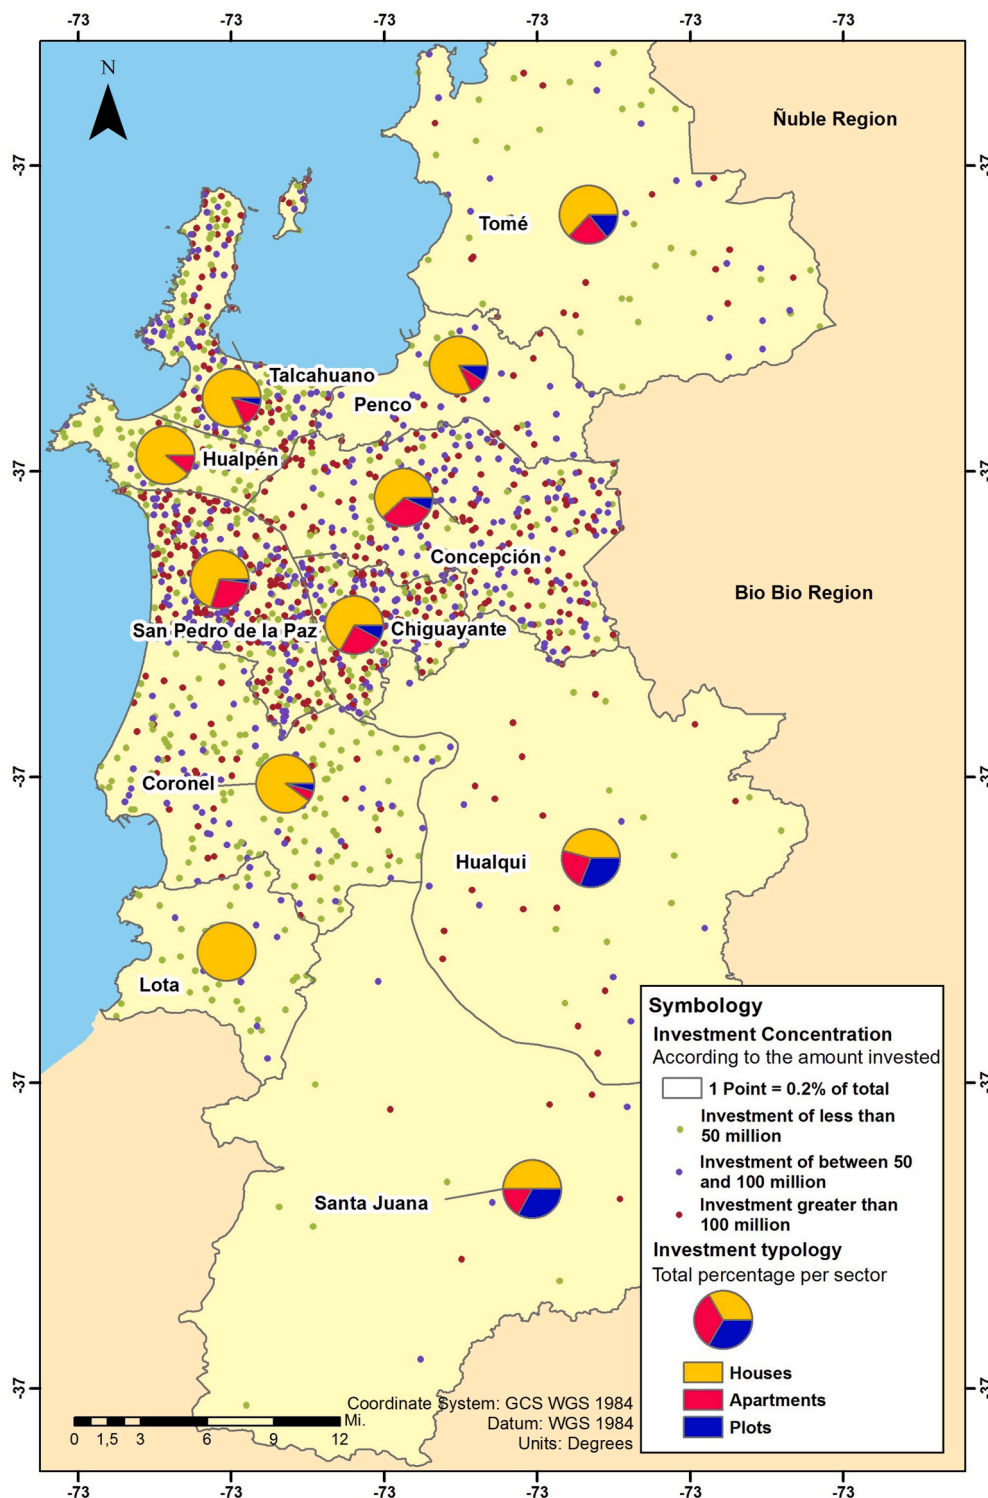 -73 -73 -73 -73 -73 -73
N
Ñuble Region
-37 -37
Tomé
Talcahuano
Penco
Hualpén
-37 -37
Concepción
Bio Bio Region
San Pedro de la Paz
Chiguayante
-37 -37
Coronel
Hualqui
Lota
Symbology
Investment Concentration
According to the amount invested
1 Point = 0.2% of total
Investment of less than
50 million
Investment of between 50
and 100 million
Investment greater than
100 million
Investment typology
Total percentage per sector
Houses
Apartments
Plots
-37 -37
Santa Juana
-37 -37
Coordinate System: GCS WGS 1984
Datum: WGS 1984
Units: Degrees
Mi.
0 1,5 3 6 9 12
-73 -73 -73 -73 -73 -73